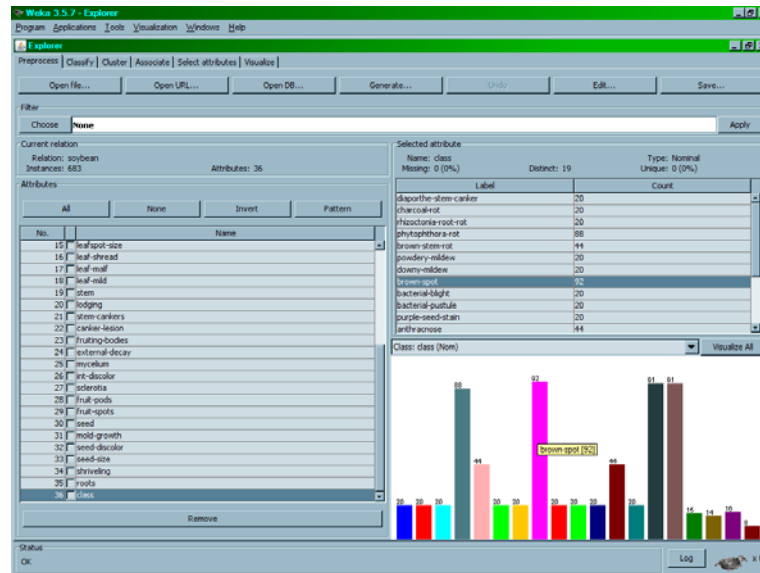 Weka 3.5.7 - Explorer
Program Applications Tools Visualization Windows Help
Explorer
Preprocess Classify Cluster Associate Select attributes Visualize
Open file... Open URL... Open DB... Generate... Undo Edit... Save...
Filter
Choose None Apply
Current relation
Relation: soybean
Instances: 683 Attributes: 36
Attributes
All None Invert Pattern
No. Name
15 leafspot-size
16 leaf-shread
17 leaf-malf
18 leaf-mild
19 stem
20 lodging
21 stem-cankers
22 canker-lesion
23 fruiting-bodies
24 external-decay
25 mycelium
26 int-discolor
27 sclerotia
28 fruit-pods
29 fruit-spots
30 seed
31 mold-growth
32 seed-discolor
33 seed-size
34 shriveling
35 roots
36 class
Remove
Selected attribute
Name: class Type: Nominal
Missing: 0 (0%) Distinct: 19 Unique: 0 (0%)
Label Count
diaporthe-stem-canker 20
charcoal-rot 20
rhizoctonia-root-rot 20
phytophthora-rot 88
brown-stem-rot 44
powdery-mildew 20
downy-mildew 20
brown-spot 92
bacterial-blight 20
bacterial-pustule 20
purple-seed-stain 20
anthracnose 44
Class: class (Nom) Visualize All
20 20 20 88 44 20 20 92 20 20 20 44 20 91 91 15 14 16 8
brown-spot [92]
Status
OK
Log x